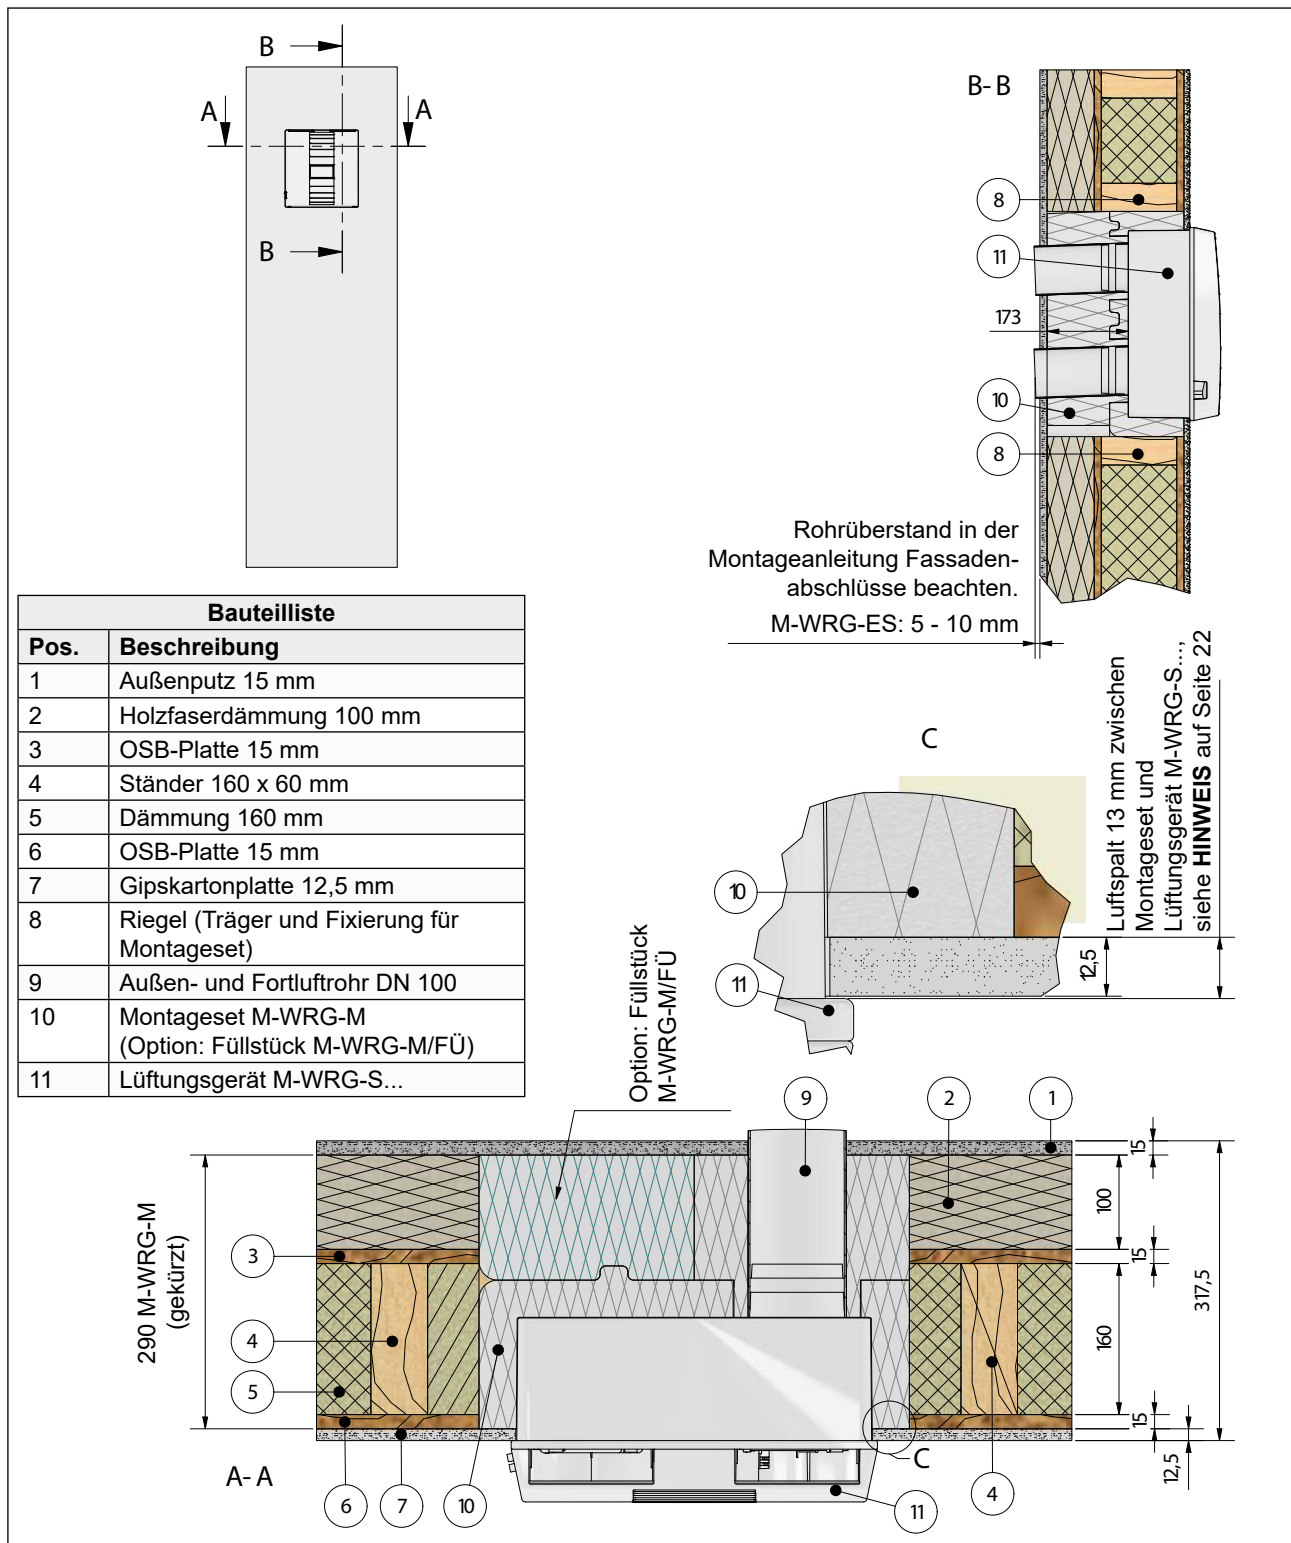 B
A
A
B
B-B
8
11
173
10
8
Rohrüberstand in der
Montageanleitung Fassaden-
abschlüsse beachten.
M-WRG-ES: 5 - 10 mm
Bauteilliste
Pos. Beschreibung
1 Außenputz 15 mm
2 Holzfaserdämmung 100 mm
3 OSB-Platte 15 mm
4 Ständer 160 x 60 mm
5 Dämmung 160 mm
6 OSB-Platte 15 mm
7 Gipskartonplatte 12,5 mm
8 Riegel (Träger und Fixierung für
Montageset)
9 Außen- und Fortluftrohr DN 100
10 Montageset M-WRG-M
(Option: Füllstück M-WRG-M/FÜ)
11 Lüftungsgerät M-WRG-S...
C
10
11
12,5
Luftspalt 13 mm zwischen
Montageset und
Lüftungsgerät M-WRG-S...,
siehe HINWEIS auf Seite 22
Option: Füllstück
M-WRG-M/FÜ
9
2
1
290 M-WRG-M
(gekürzt)
3
4
5
15
100
15
160
15
12,5
317,5
A-A
6
7
10
C
11
4